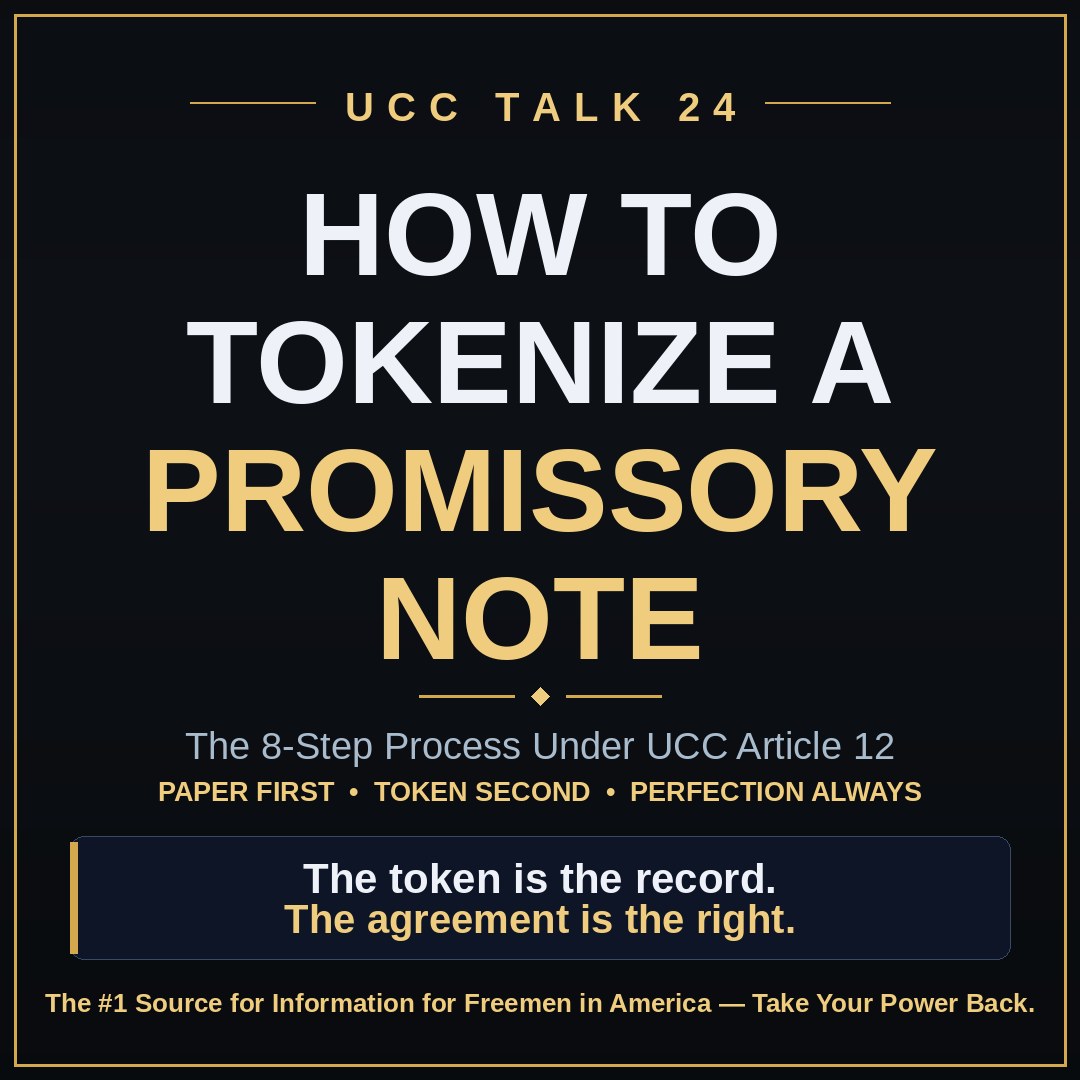 UCC TALK 24
HOW TO
TOKENIZE A
PROMISSORY
NOTE
The 8-Step Process Under UCC Article 12
PAPER FIRST • TOKEN SECOND • PERFECTION ALWAYS
The token is the record.
The agreement is the right.
The #1 Source for Information for Freemen in America — Take Your Power Back.